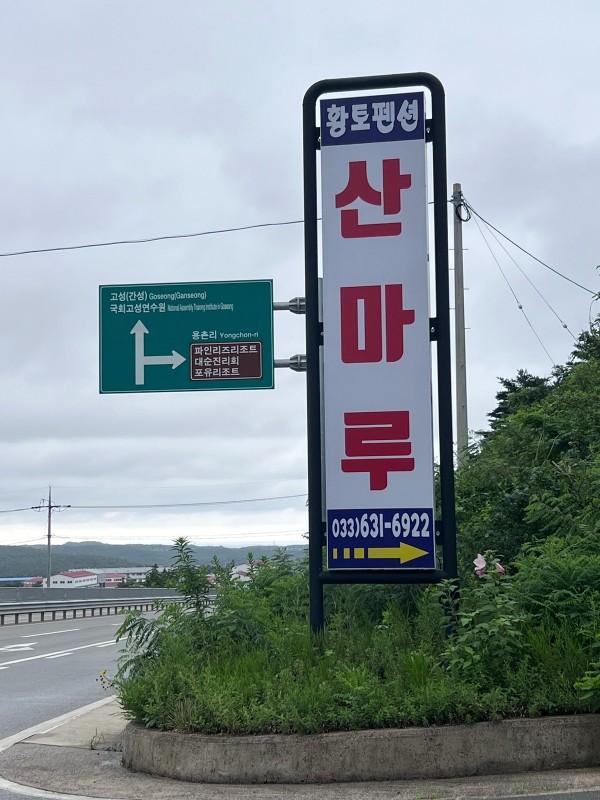 고성(간성) Goseong(Ganseong)
국회고성연수원 National Assembly Training Institute in Goseong
용촌리 Yongchon-ri
파인리즈리조트
대순진리회
포유리조트
황토펜션
산
마
루
033)631-6922